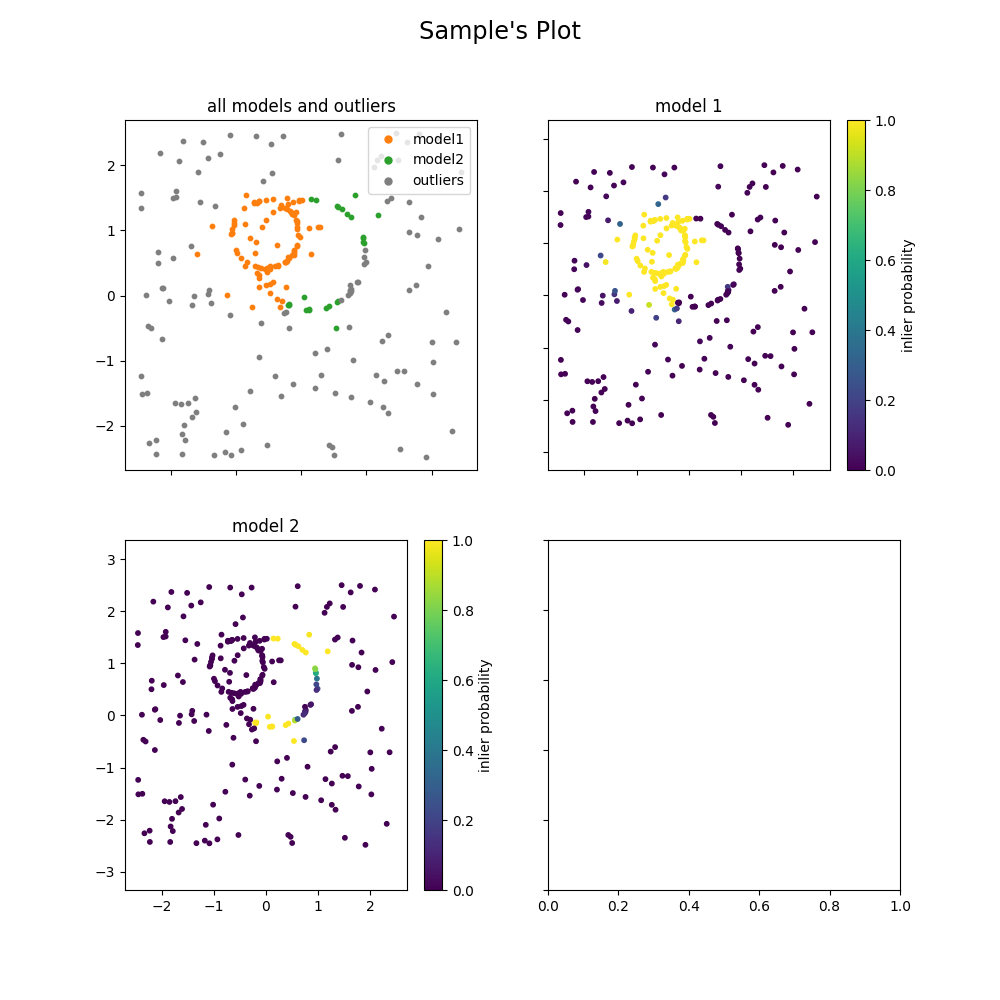 Sample's Plot
all models and outliers
model1
model2
outliers
2
1
0
−1
−2
model 1
1.0
0.8
0.6
0.4
0.2
0.0
inlier probability
model 2
3
2
1
0
−1
−2
−3
−2 −1 0 1 2
1.0
0.8
0.6
0.4
0.2
0.0
inlier probability
0.0 0.2 0.4 0.6 0.8 1.0